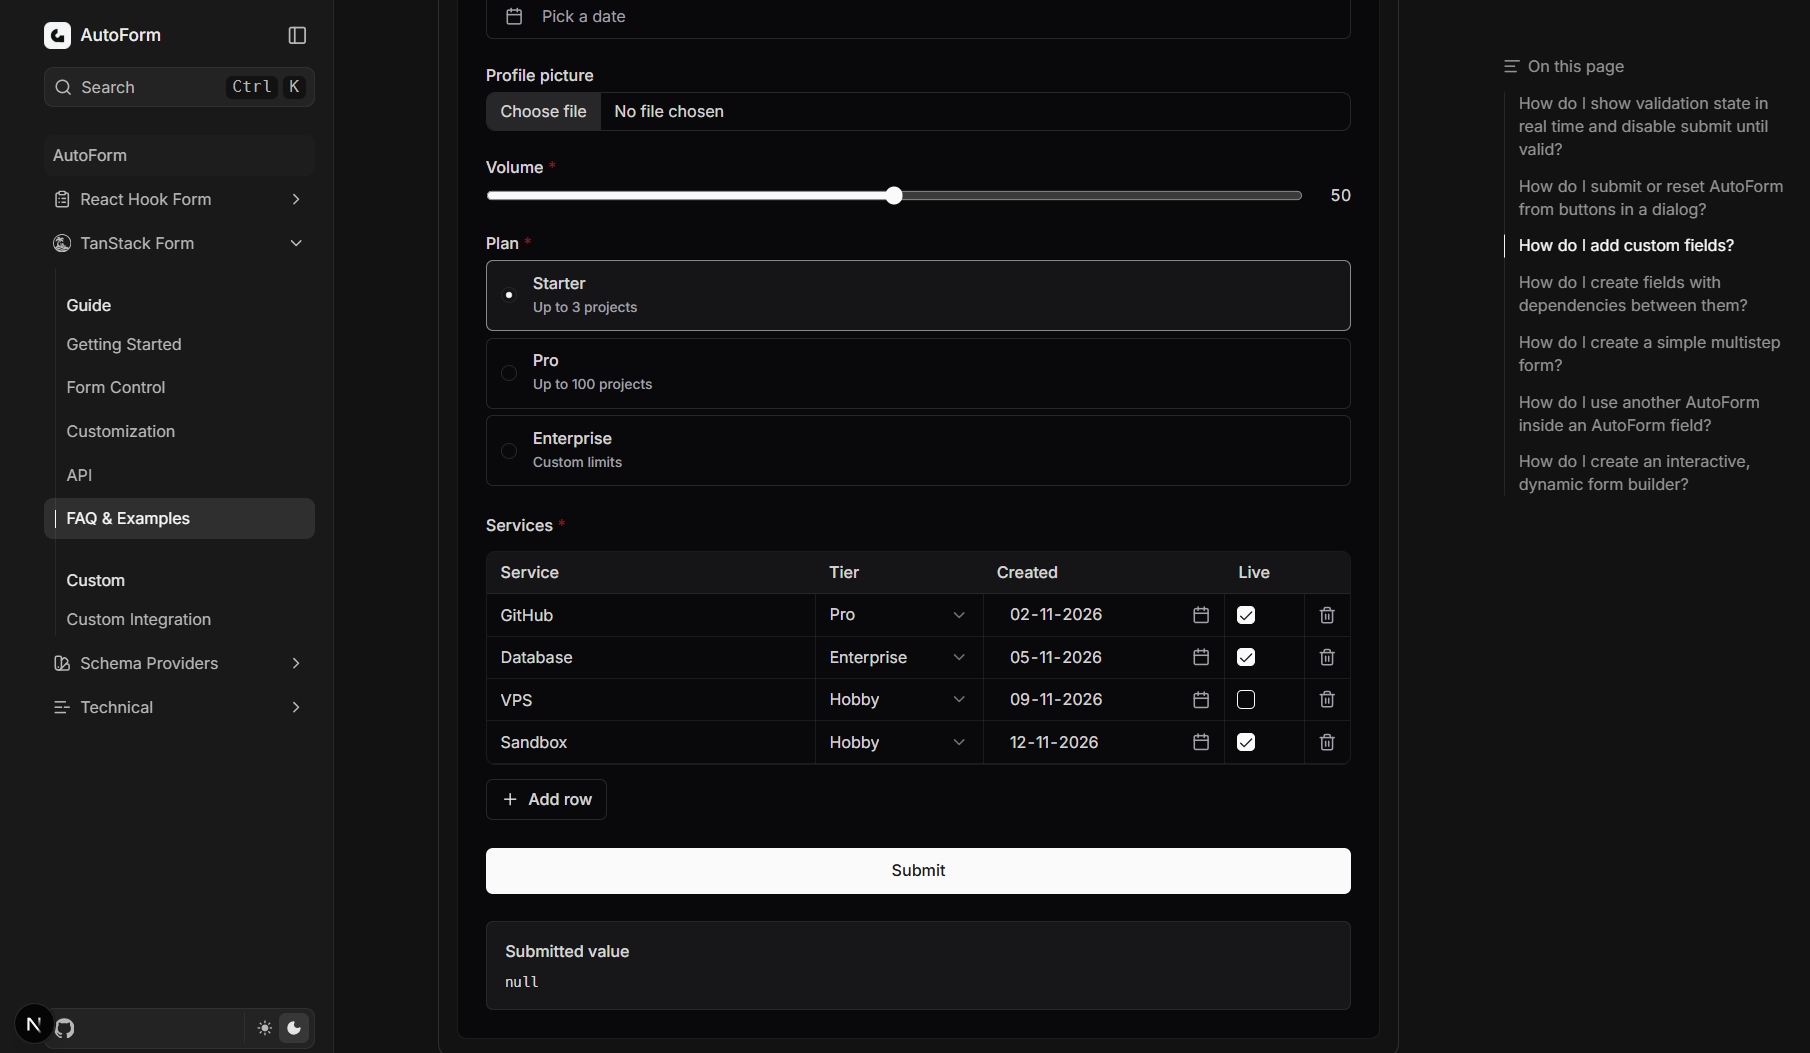 AutoForm
Search
Ctrl K
AutoForm
React Hook Form
TanStack Form
Guide
Getting Started
Form Control
Customization
API
FAQ & Examples
Custom
Custom Integration
Schema Providers
Technical
N
Pick a date
Profile picture
Choose file No file chosen
Volume *
50
Plan *
Starter
Up to 3 projects
Pro
Up to 100 projects
Enterprise
Custom limits
Services *
Service Tier Created Live
GitHub Pro 02-11-2026
Database Enterprise 05-11-2026
VPS Hobby 09-11-2026
Sandbox Hobby 12-11-2026
Add row
Submit
Submitted value
null
On this page
How do I show validation state in
real time and disable submit until
valid?
How do I submit or reset AutoForm
from buttons in a dialog?
How do I add custom fields?
How do I create fields with
dependencies between them?
How do I create a simple multistep
form?
How do I use another AutoForm
inside an AutoForm field?
How do I create an interactive,
dynamic form builder?